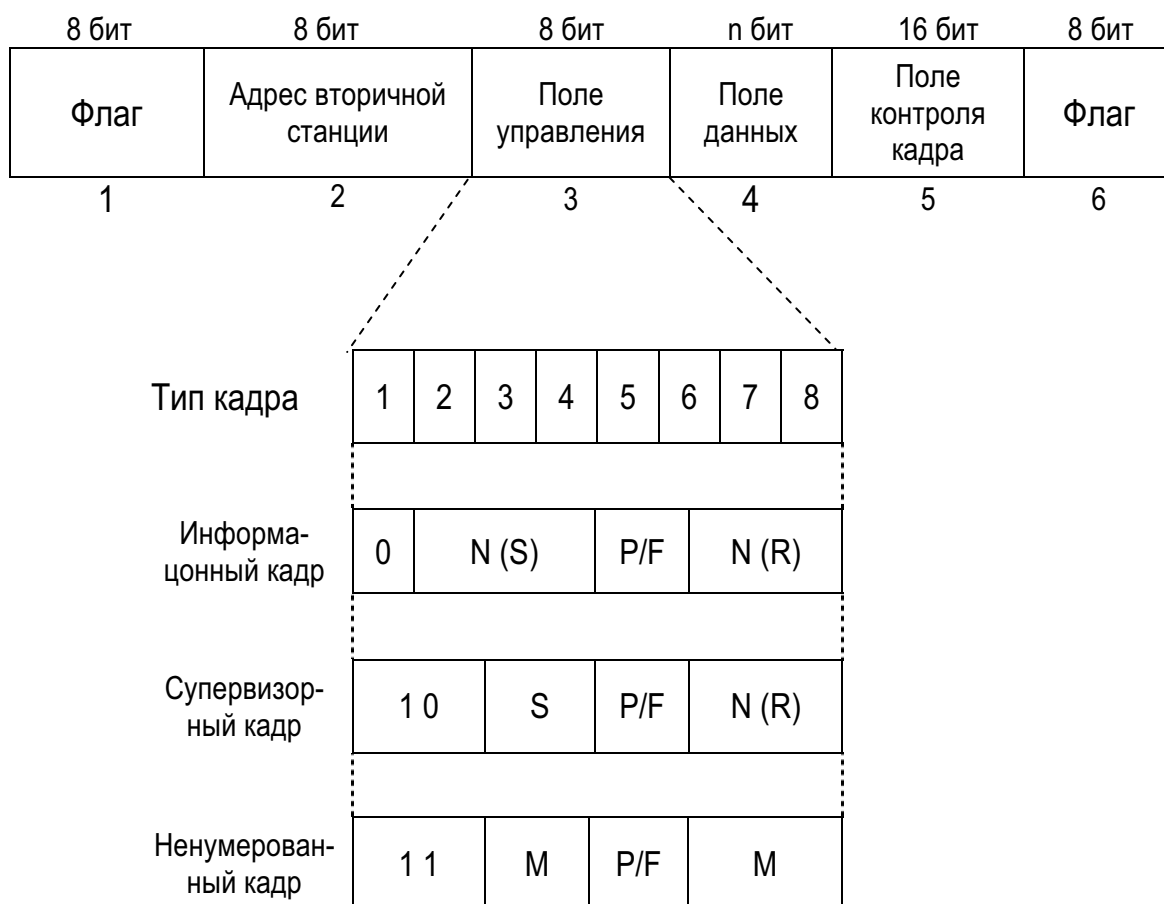 8 бит 8 бит 8 бит n бит 16 бит 8 бит
Флаг
Адрес вторичной
станции
Поле
управления
Поле
данных
Поле
контроля
кадра
Флаг
1 2 3 4 5 6
Тип кадра 1 2 3 4 5 6 7 8
Информа-
цонный кадр
0 N (S) P/F N (R)
Супервизор-
ный кадр
1 0 S P/F N (R)
Ненумерован-
ный кадр
1 1 M P/F M